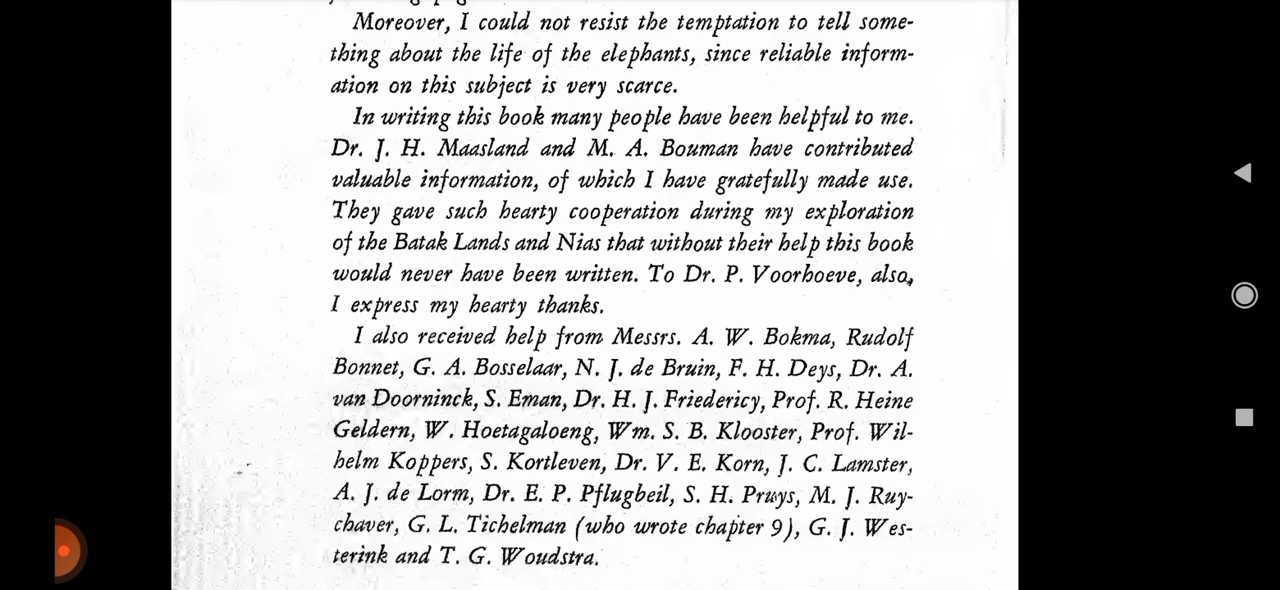 Moreover, I could not resist the temptation to tell some-
thing about the life of the elephants, since reliable inform-
ation on this subject is very scarce.
In writing this book many people have been helpful to me.
Dr. J. H. Maasland and M. A. Bouman have contributed
valuable information, of which I have gratefully made use.
They gave such hearty cooperation during my exploration
of the Batak Lands and Nias that without their help this book
would never have been written. To Dr. P. Voorhoeve, also,
I express my hearty thanks.
I also received help from Messrs. A. W. Bokma, Rudolf
Bonnet, G. A. Bosselaar, N. J. de Bruin, F. H. Deys, Dr. A.
van Doorninck, S. Eman, Dr. H. J. Friedericy, Prof. R. Heine
Geldern, W. Hoetagaloeng, Wm. S. B. Klooster, Prof. Wil-
helm Koppers, S. Kortleven, Dr. V. E. Korn, J. C. Lamster,
A. J. de Lorm, Dr. E. P. Pflugbeil, S. H. Pruys, M. J. Ruy-
chaver, G. L. Tichelman (who wrote chapter 9), G. J. Wes-
terink and T. G. Woudstra.